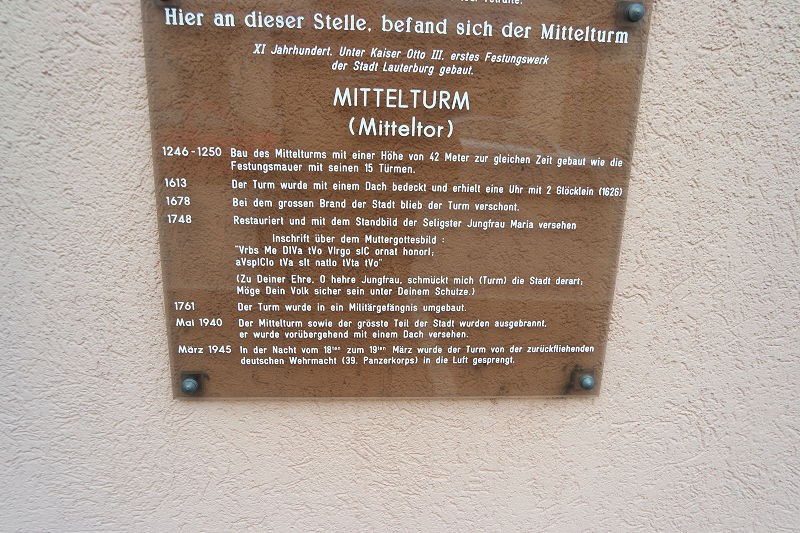 retraite.
Hier an dieser Stelle, befand sich der Mittelturm
XI Jahrhundert. Unter Kaiser Otto III. erstes Festungswerk
der Stadt Lauterburg gebaut.
MITTELTURM
(Mitteltor)
1246-1250 Bau des Mittelturms mit einer Höhe von 42 Meter zur gleichen Zeit gebaut wie die
Festungsmauer mit seinen 15 Türmen.
1613 Der Turm wurde mit einem Dach bedeckt und erhielt eine Uhr mit 2 Glöcklein (1626)
1678 Bei dem grossen Brand der Stadt blieb der Turm verschont.
1748 Restauriert und mit dem Standbild der Seligster Jungfrau Maria versehen
Inschrift über dem Muttergottesbild :
"Vrbs Me DIVa tVo VIrgo sIC ornat honorI;
aVspICIo tVa sIt natIo tVta tVo"
(Zu Deiner Ehre, O hehre Jungfrau, schmückt mich (Turm) die Stadt derart;
Möge Dein Volk sicher sein unter Deinem Schutze.)
1761 Der Turm wurde in ein Militärgefängnis umgebaut.
Mai 1940 Der Mittelturm sowie der grösste Teil der Stadt wurden ausgebrannt,
er wurde vorübergehend mit einem Dach versehen.
März 1945 In der Nacht vom 18ten zum 19ten März wurde der Turm von der zurückfliehenden
deutschen Wehrmacht (39. Panzerkorps) in die Luft gesprengt.